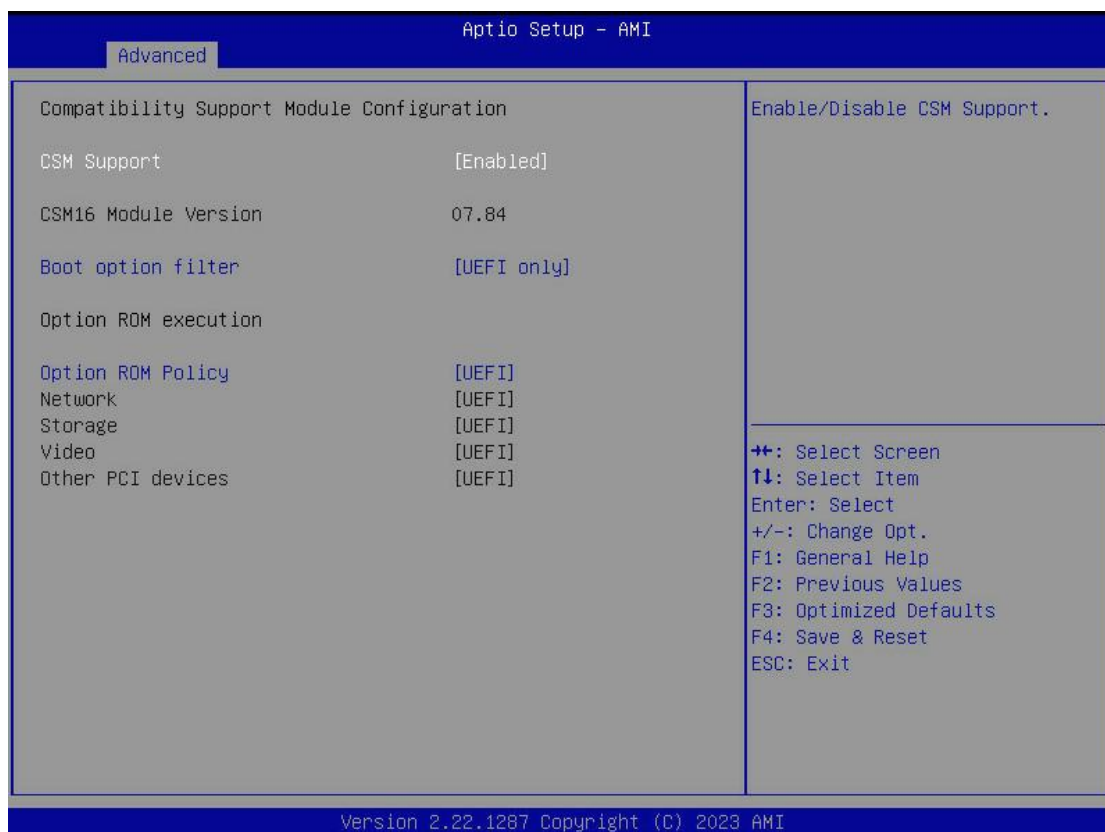 Aptio Setup – AMI
Advanced
Compatibility Support Module Configuration
CSM Support [Enabled]
CSM16 Module Version 07.84
Boot option filter [UEFI only]
Option ROM execution
Option ROM Policy [UEFI]
Network [UEFI]
Storage [UEFI]
Video [UEFI]
Other PCI devices [UEFI]
Enable/Disable CSM Support.
→←: Select Screen
↑↓: Select Item
Enter: Select
+/-: Change Opt.
F1: General Help
F2: Previous Values
F3: Optimized Defaults
F4: Save & Reset
ESC: Exit
Version 2.22.1287 Copyright (C) 2023 AMI